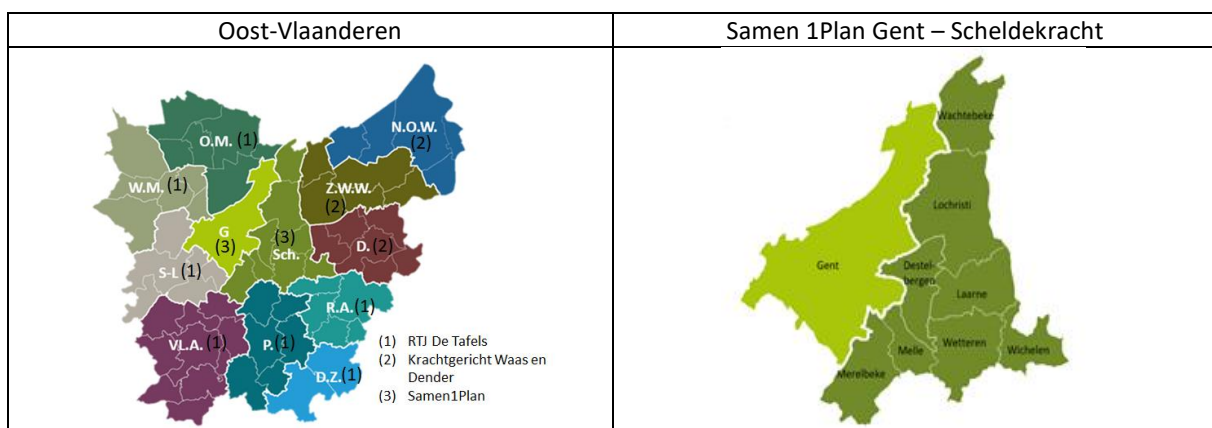 Oost-Vlaanderen
Samen 1Plan Gent – Scheldekracht
O.M. (1)
N.O.W.
(2)
W.M. (1)
Z.W.W.
(2)
G
(3)
(3)
Sch.
D. (2)
S-L (1)
R.A. (1)
VL.A. (1)
P. (1)
D.Z. (1)
(1) RTJ De Tafels
(2) Krachtgericht Waas en
Dender
(3) Samen1Plan
Wachtebeke
Lochristi
Gent
Destel-
bergen
Laarne
Melle
Wetteren
Wichelen
Merelbeke